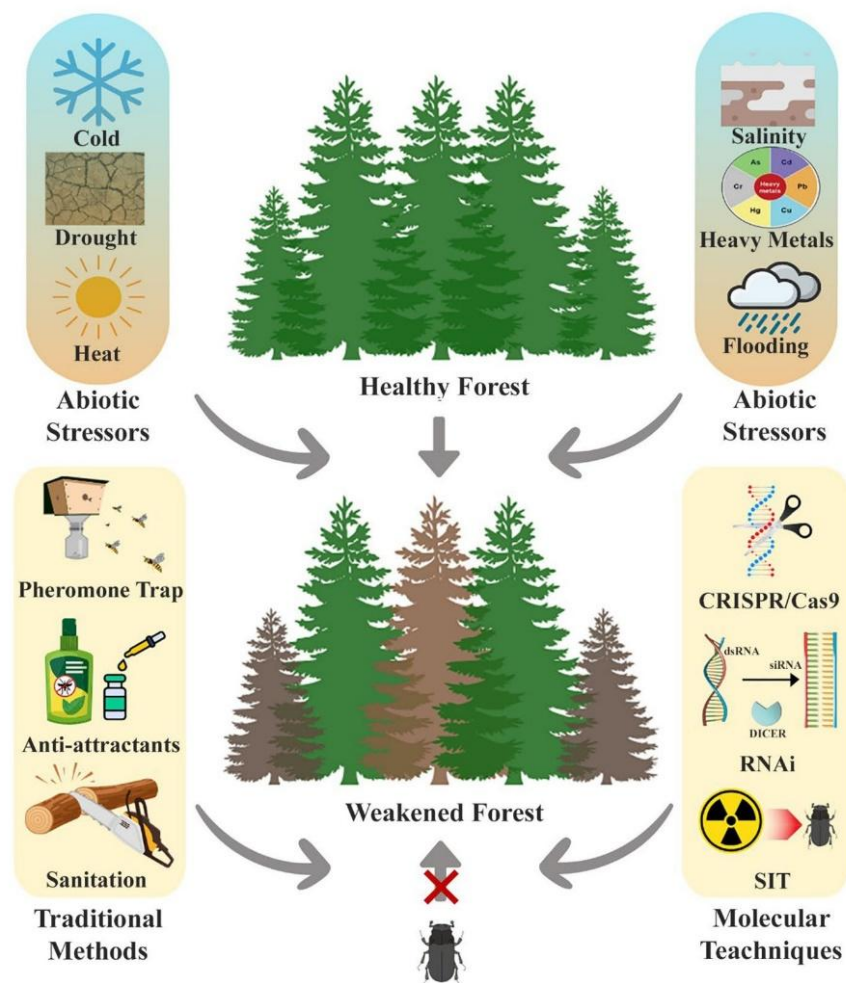 Cold
Drought
Heat
Abiotic
Stressors
Healthy Forest
Salinity
As
Cd
Cr
Heavy
metals
Pb
Hg
Cu
Heavy Metals
Flooding
Abiotic
Stressors
Pheromone Trap
Anti-attractants
Sanitation
Traditional
Methods
Weakened Forest
CRISPR/Cas9
dsRNA
siRNA
DICER
RNAi
SIT
Molecular
Teachniques